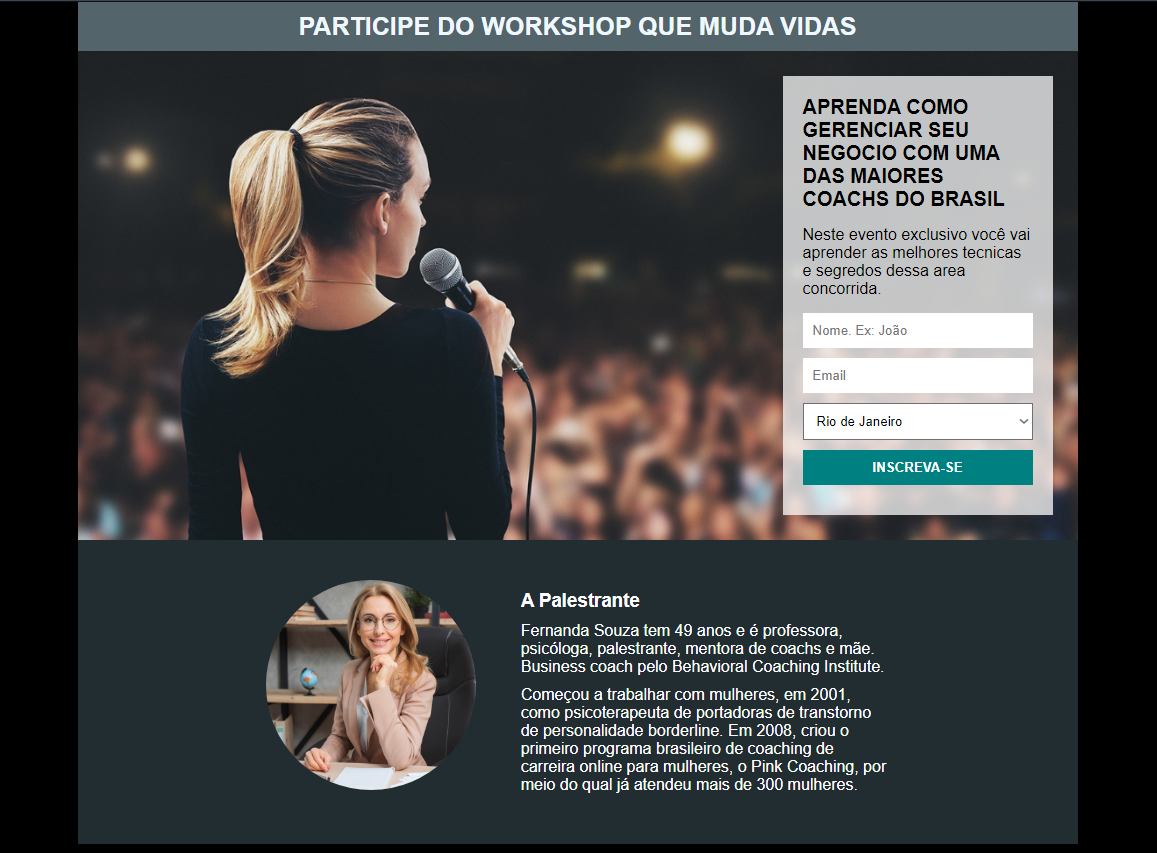 PARTICIPE DO WORKSHOP QUE MUDA VIDAS
APRENDA COMO
GERENCIAR SEU
NEGOCIO COM UMA
DAS MAIORES
COACHS DO BRASIL
Neste evento exclusivo você vai
aprender as melhores tecnicas
e segredos dessa area
concorrida.
Nome. Ex: João
Email
Rio de Janeiro
INSCREVA-SE
A Palestrante
Fernanda Souza tem 49 anos e é professora,
psicóloga, palestrante, mentora de coachs e mãe.
Business coach pelo Behavioral Coaching Institute.
Começou a trabalhar com mulheres, em 2001,
como psicoterapeuta de portadoras de transtorno
de personalidade borderline. Em 2008, criou o
primeiro programa brasileiro de coaching de
carreira online para mulheres, o Pink Coaching, por
meio do qual já atendeu mais de 300 mulheres.